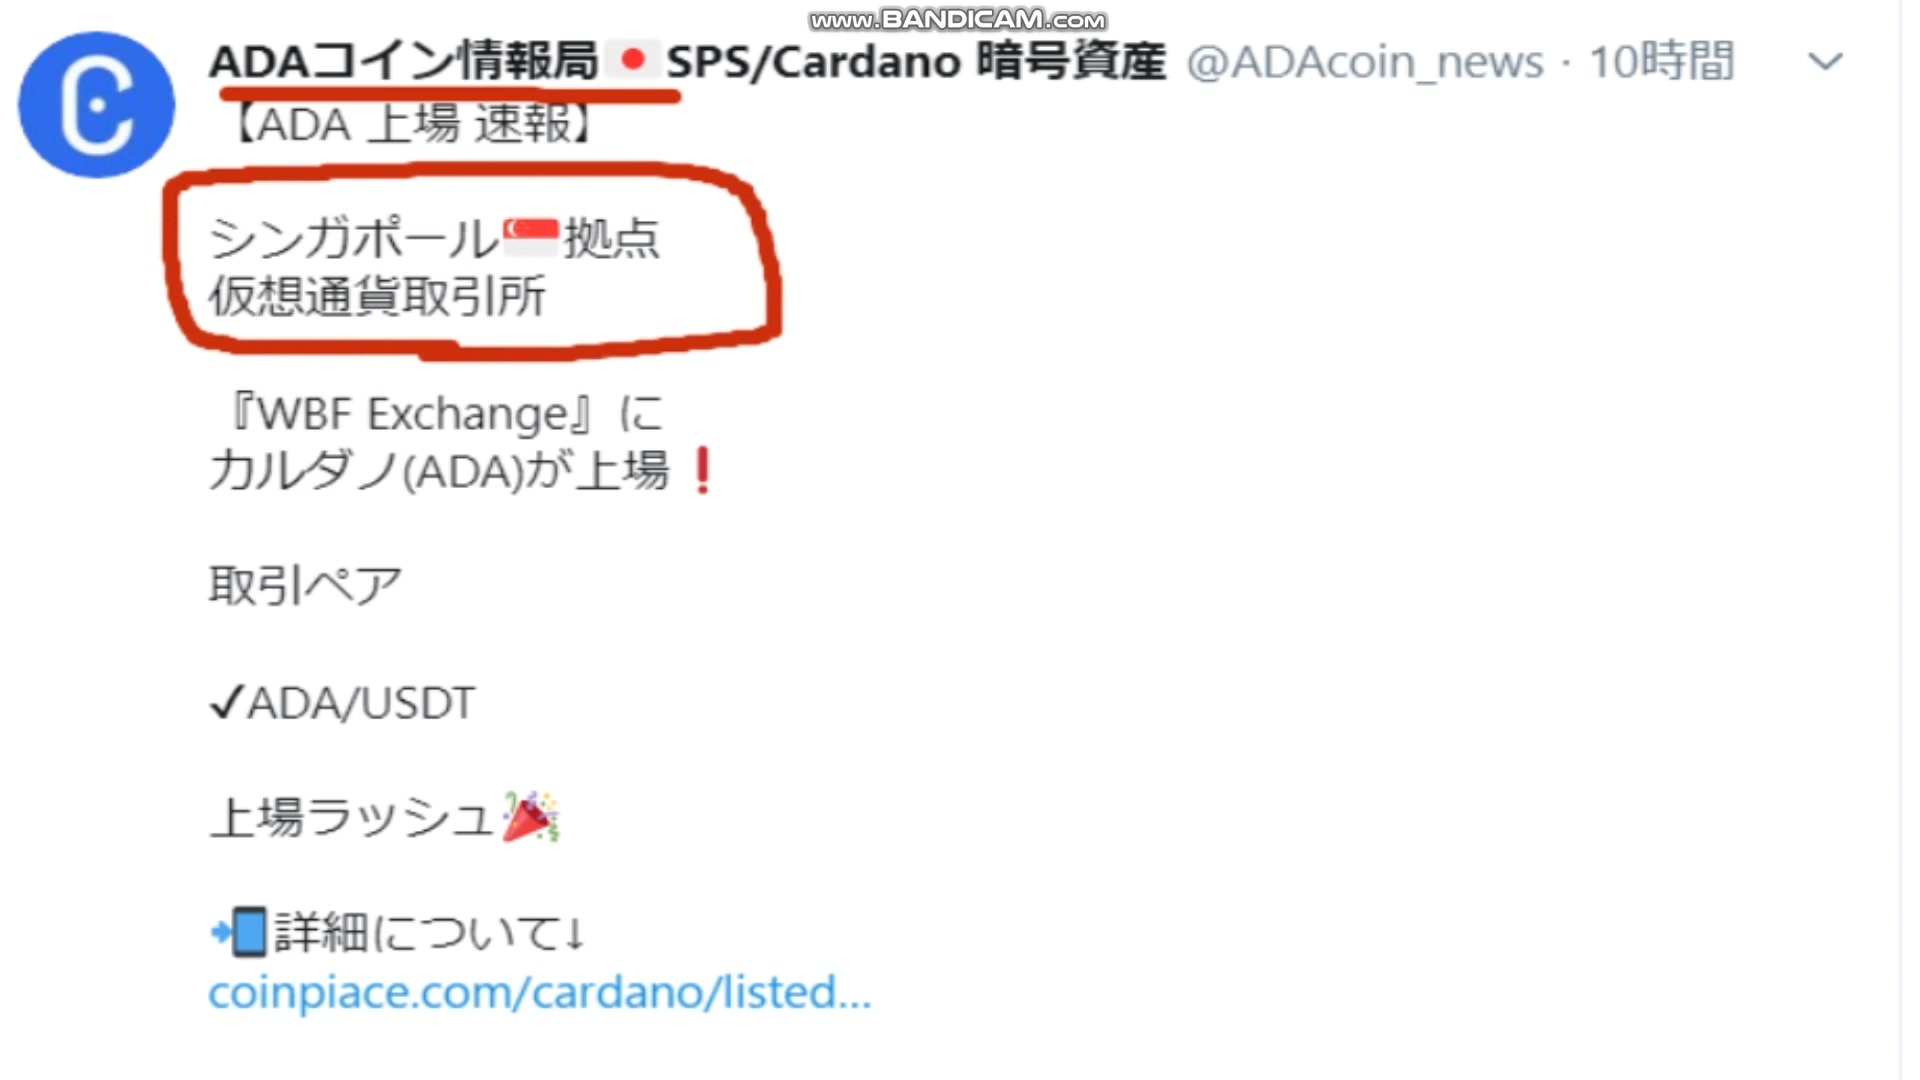 www.BANDICAM.com
ADAコイン情報局🇯🇵SPS/Cardano 暗号資産 @ADAcoin_news · 10時間
【ADA 上場 速報】
シンガポール🇸🇬拠点
仮想通貨取引所
『WBF Exchange』に
カルダノ(ADA)が上場❗
取引ペア
✔ADA/USDT
上場ラッシュ🎉
📲詳細について↓
coinpiace.com/cardano/listed...